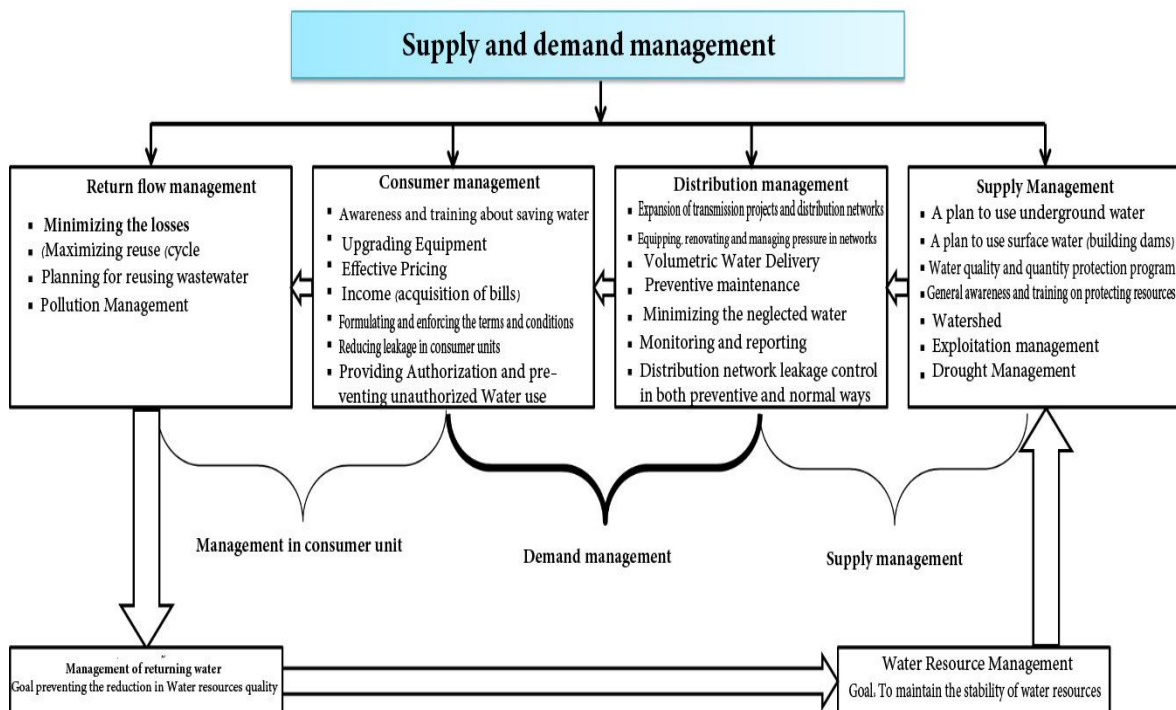 Supply and demand management
Return flow management
▪ Minimizing the losses
▪ (Maximizing reuse (cycle
▪ Planning for reusing wastewater
▪ Pollution Management
Consumer management
▪ Awareness and training about saving water
▪ Upgrading Equipment
▪ Effective Pricing
▪ Income (acquisition of bills)
▪ Formulating and enforcing the terms and conditions
▪ Reducing leakage in consumer units
▪ Providing Authorization and pre-
venting unauthorized Water use
Distribution management
▪ Expansion of transmission projects and distribution networks
▪ Equipping, renovating and managing pressure in networks
▪ Volumetric Water Delivery
▪ Preventive maintenance
▪ Minimizing the neglected water
▪ Monitoring and reporting
▪ Distribution network leakage control
in both preventive and normal ways
Supply Management
▪ A plan to use underground water
▪ A plan to use surface water (building dams)
▪ Water quality and quantity protection program
▪ General awareness and training on protecting resources
▪ Watershed
▪ Exploitation management
▪ Drought Management
Management in consumer unit
Demand management
Supply management
Management of returning water
Goal preventing the reduction in Water resources quality
Water Resource Management
Goal. To maintain the stability of water resources